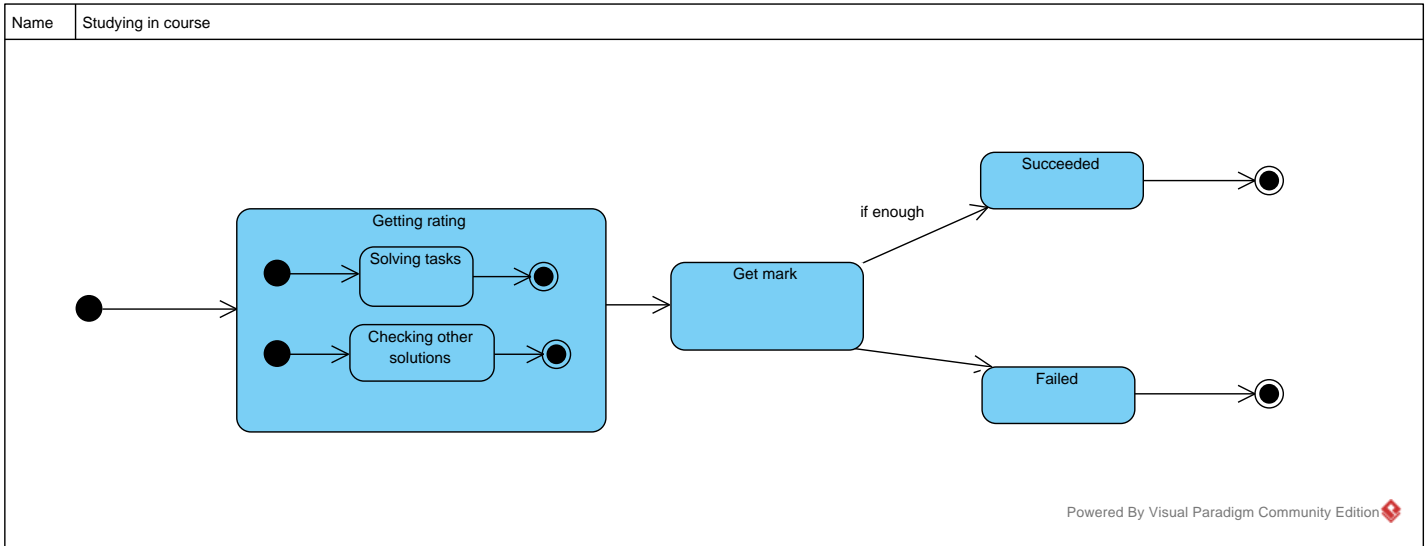 Name
Studying in course
Succeeded
if enough
Getting rating
Solving tasks
Get mark
Checking other
solutions
Failed
Powered By Visual Paradigm Community Edition